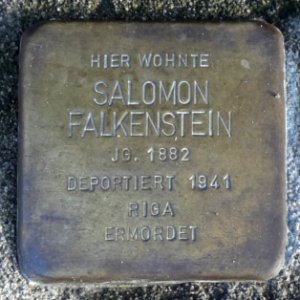 HIER WOHNTE
SALOMON
FALKENSTEIN
JG. 1882
DEPORTIERT 1941
RIGA
ERMORDET